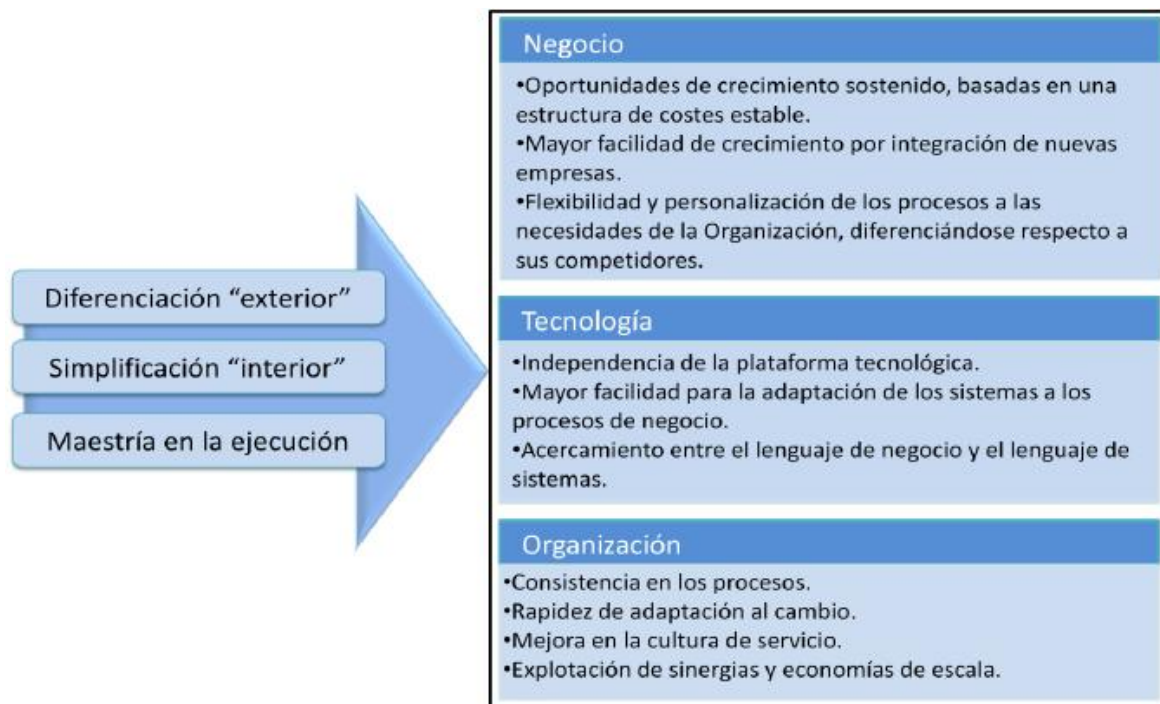 Diferenciación “exterior”
Simplificación “interior”
Maestría en la ejecución
Negocio
•Oportunidades de crecimiento sostenido, basadas en una
estructura de costes estable.
•Mayor facilidad de crecimiento por integración de nuevas
empresas.
•Flexibilidad y personalización de los procesos a las
necesidades de la Organización, diferenciándose respecto a
sus competidores.
Tecnología
•Independencia de la plataforma tecnológica.
•Mayor facilidad para la adaptación de los sistemas a los
procesos de negocio.
•Acercamiento entre el lenguaje de negocio y el lenguaje de
sistemas.
Organización
•Consistencia en los procesos.
•Rapidez de adaptación al cambio.
•Mejora en la cultura de servicio.
•Explotación de sinergias y economías de escala.